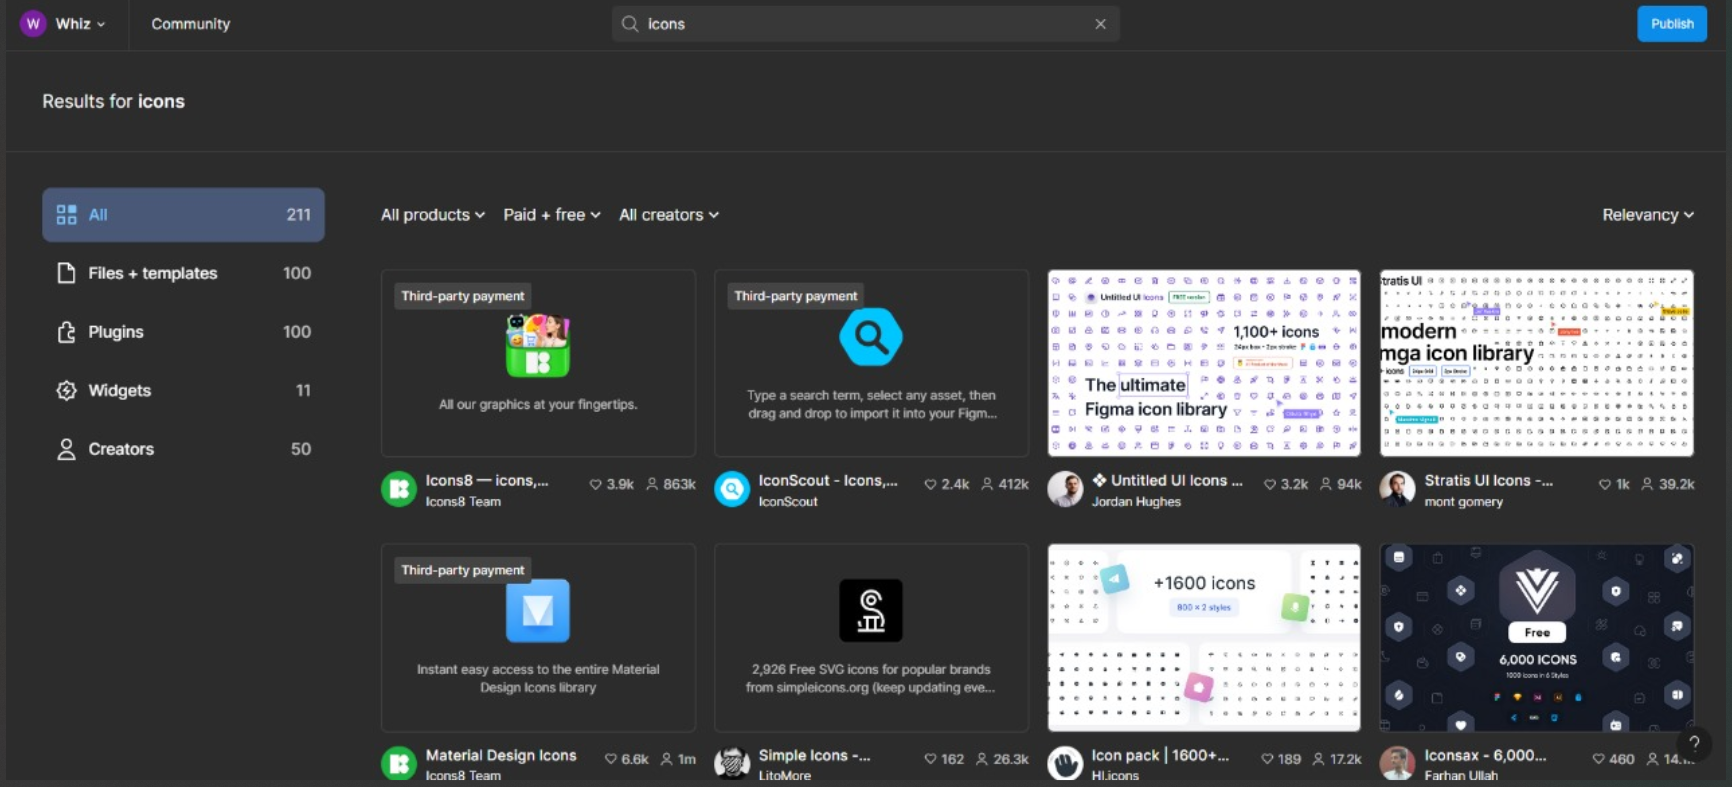 W Whiz
Community
icons
Publish
Results for icons
All 211
Files + templates 100
Plugins 100
Widgets 11
Creators 50
All products
Paid + free
All creators
Relevancy
Third-party payment
All our graphics at your fingertips.
Icons8 — icons,...
3.9k 863k
Icons8 Team
Third-party payment
Type a search term, select any asset, then
drag and drop to import it into your Figm...
IconScout - Icons,...
2.4k 412k
IconScout
Untitled UI Icons
FREE version
1,100+ icons
24px box • 2px stroke
The ultimate
Figma icon library
Untitled UI Icons ...
3.2k 94k
Jordan Hughes
Stratis UI
modern
mga icon library
icons
Stratis UI Icons -...
1k 39.2k
mont gomery
Third-party payment
Instant easy access to the entire Material
Design Icons library
Material Design Icons
6.6k 1m
Icons8 Team
2,926 Free SVG icons for popular brands
from simpleicons.org (keep updating eve...
Simple Icons -...
162 26.3k
LitoMore
+1600 icons
800 × 2 styles
Icon pack | 1600+...
189 17.2k
HI.icons
Free
6,000 ICONS
1000 Icons in 6 Styles
Iconsax - 6,000...
460
Farhan Ullah
?